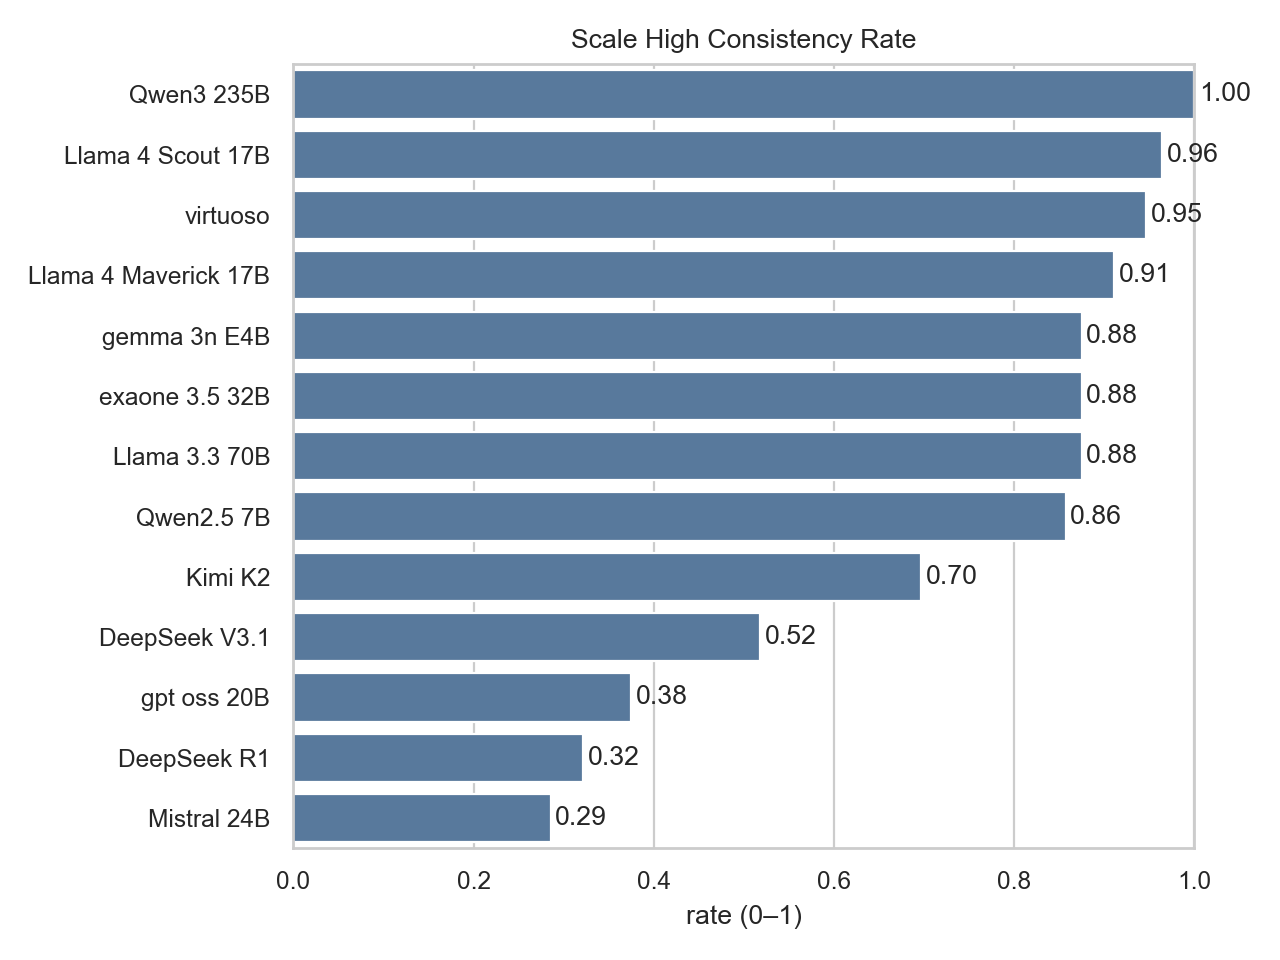 Scale High Consistency Rate
Qwen3 235B 1.00
Llama 4 Scout 17B 0.96
virtuoso 0.95
Llama 4 Maverick 17B 0.91
gemma 3n E4B 0.88
exaone 3.5 32B 0.88
Llama 3.3 70B 0.88
Qwen2.5 7B 0.86
Kimi K2 0.70
DeepSeek V3.1 0.52
gpt oss 20B 0.38
DeepSeek R1 0.32
Mistral 24B 0.29
0.0 0.2 0.4 0.6 0.8 1.0
rate (0–1)